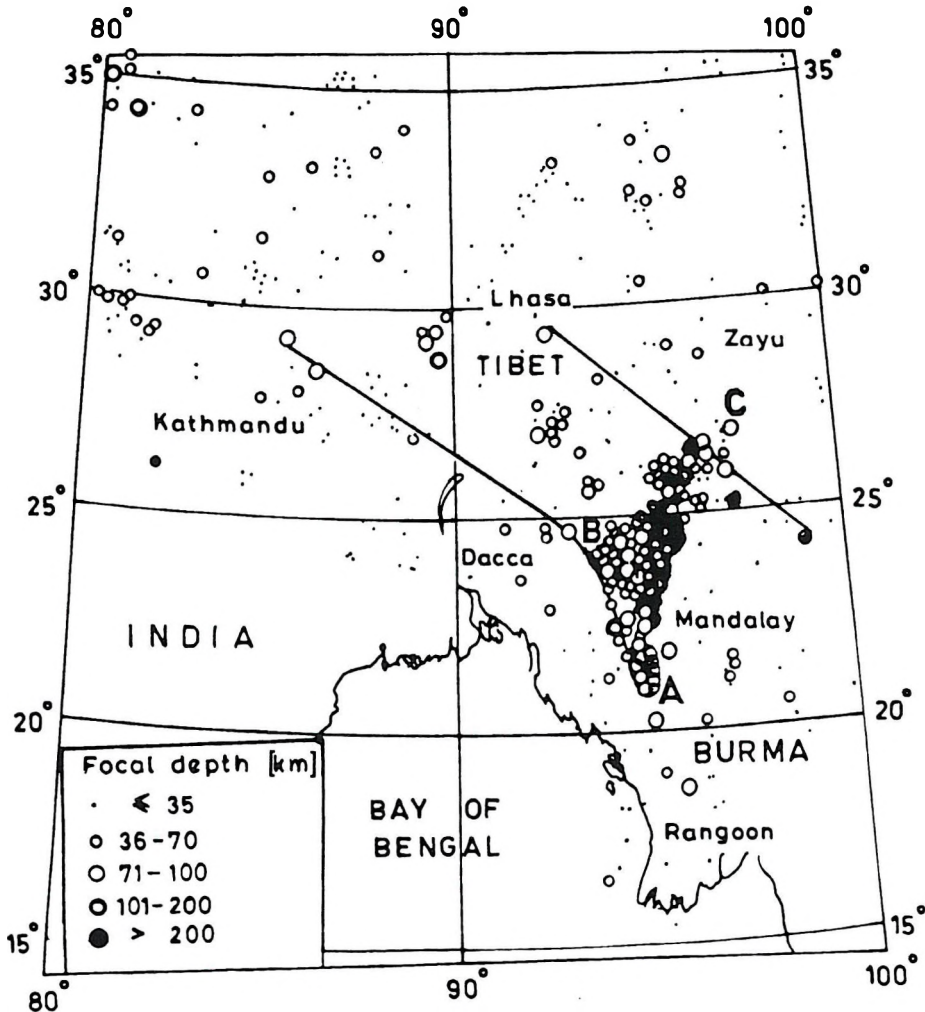 80° 90° 100°
35° 35°
30° 30°
Lhasa
Zayu
TIBET
C
Kathmandu
25° 25°
B
Dacca
INDIA
Mandalay
A
20° 20°
BURMA
Focal depth [km]
⩽ 35
36-70
71-100
101-200
> 200
BAY OF
BENGAL
Rangoon
15° 15°
80° 90° 100°